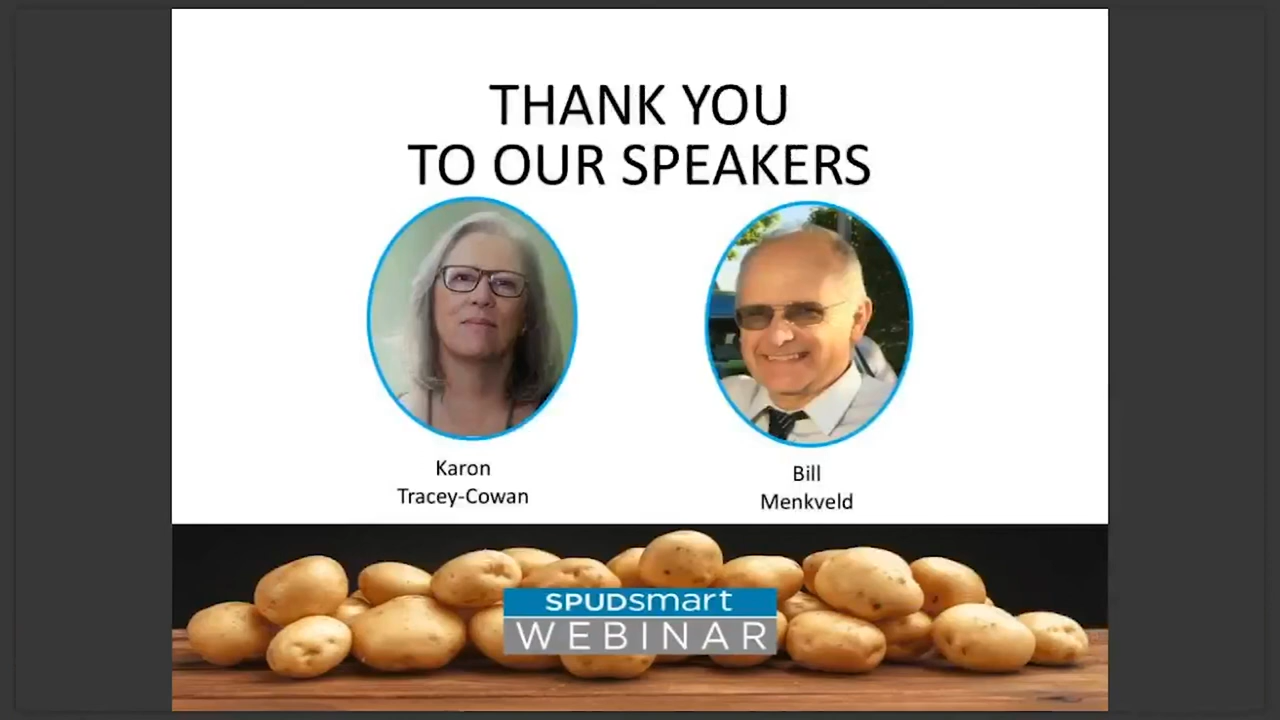 THANK YOU
TO OUR SPEAKERS
Karon
Tracey-Cowan
Bill
Menkveld
SPUDsmart
WEBINAR